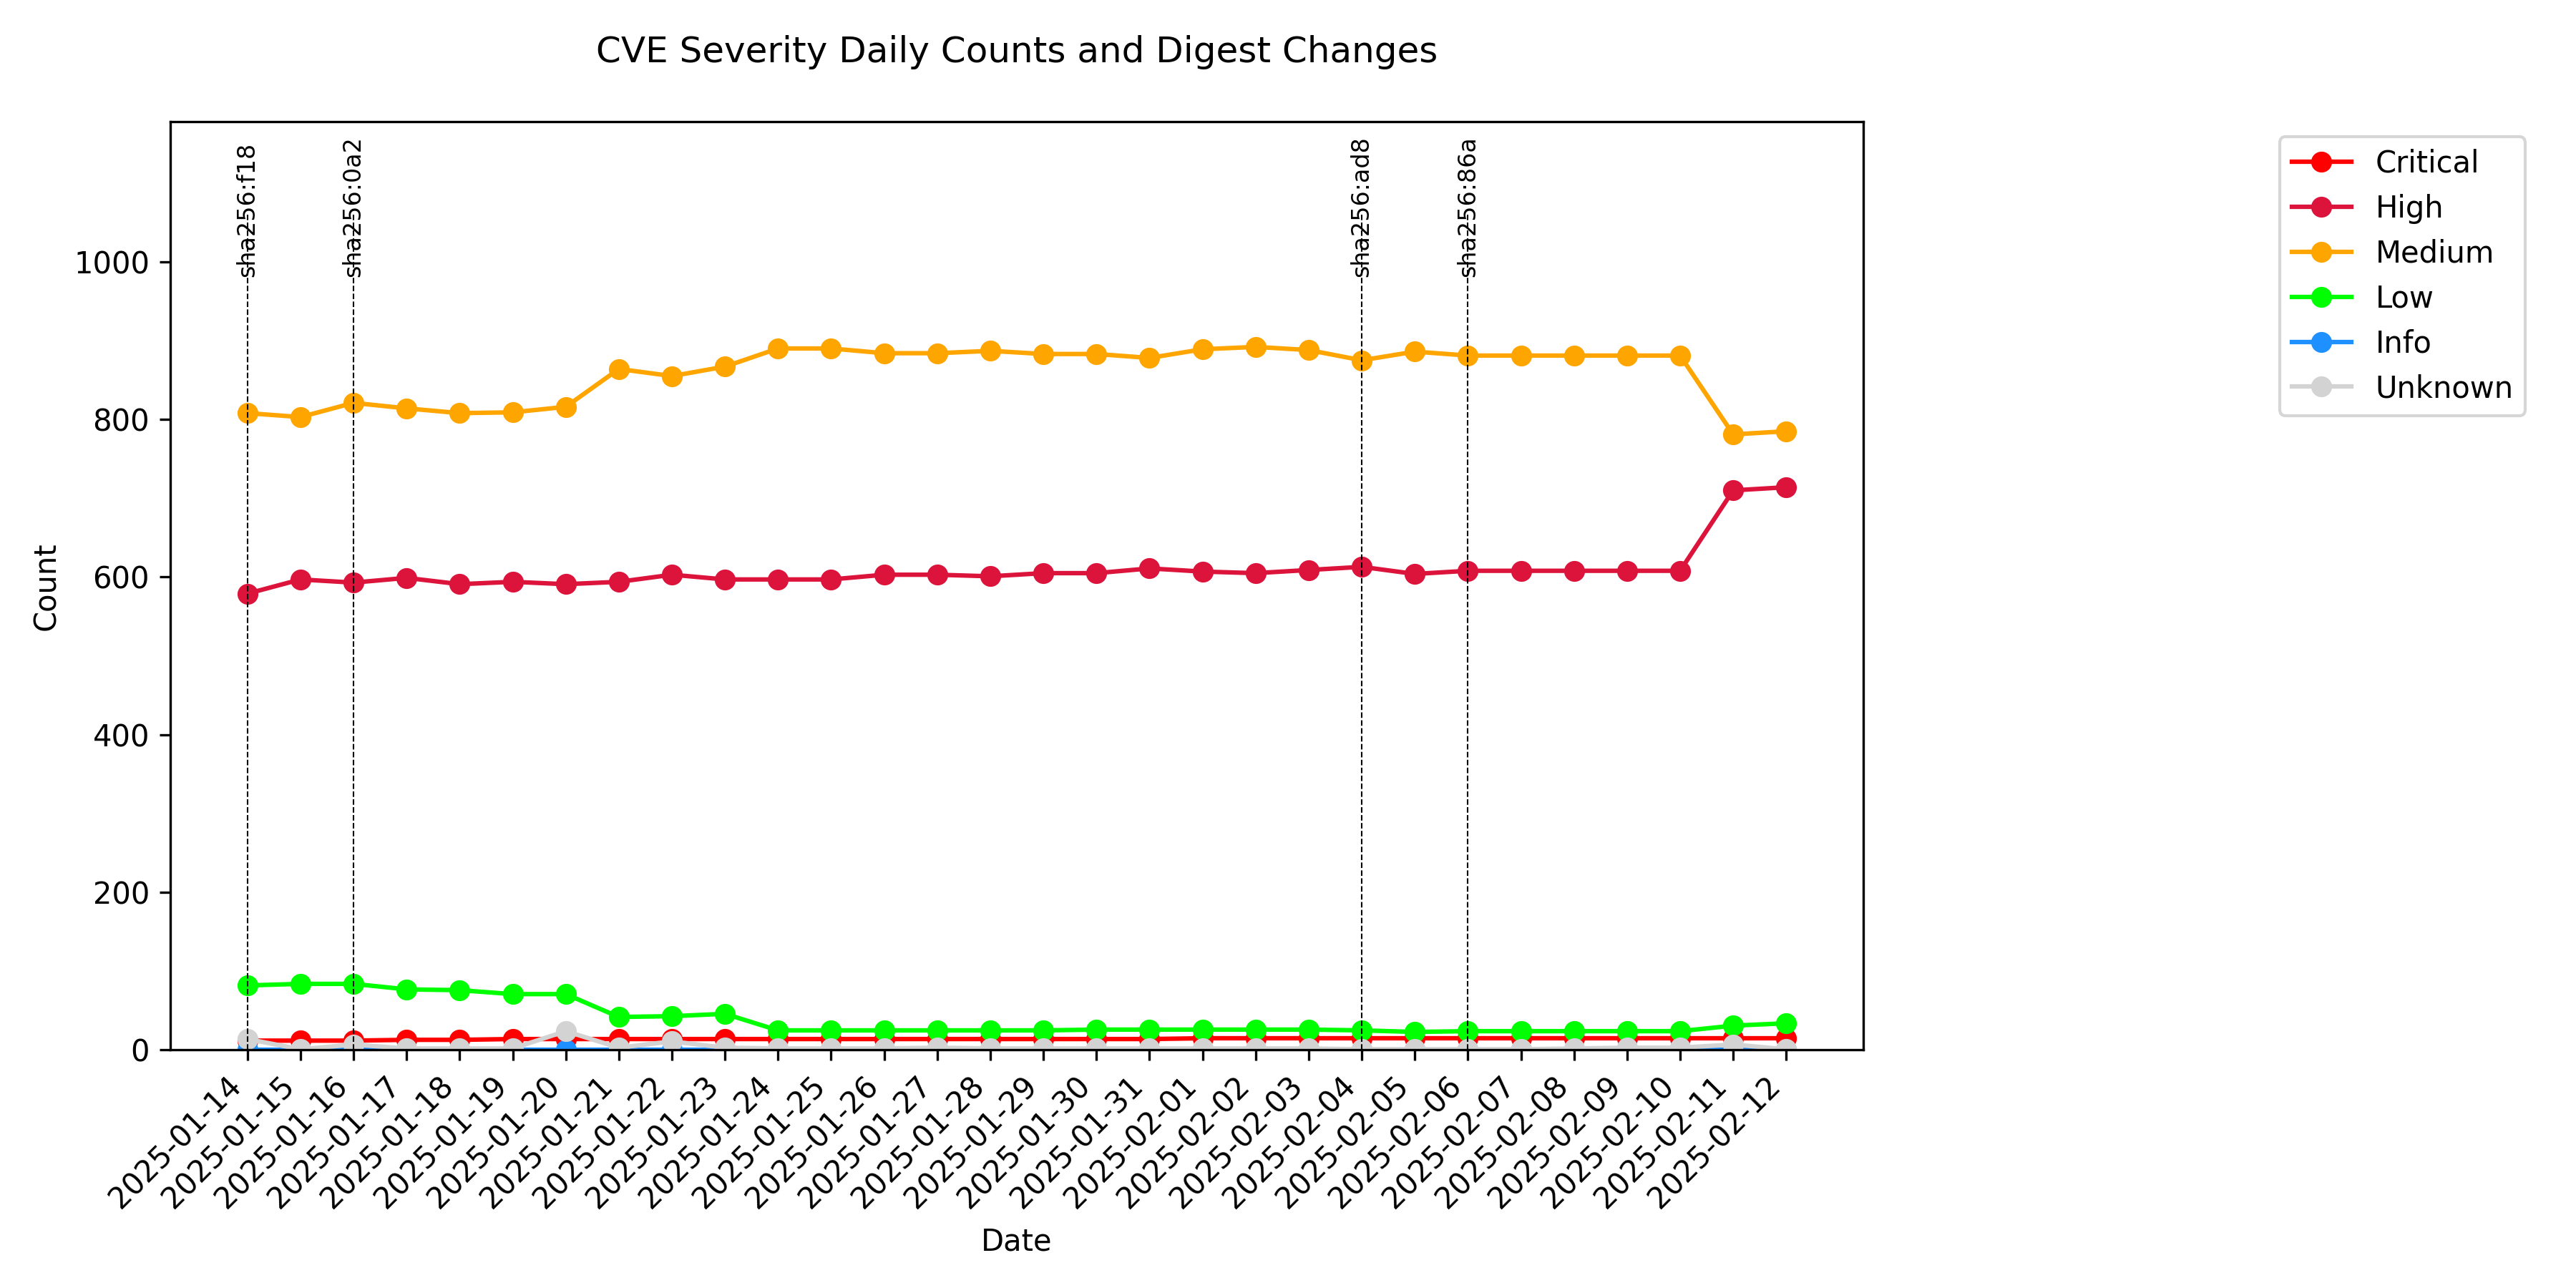 CVE Severity Daily Counts and Digest Changes
sha256:f18
sha256:0a2
sha256:ad8
sha256:86a
Critical
High
Medium
Low
Info
Unknown
Count
1000
800
600
400
200
0
2025-01-14
2025-01-15
2025-01-16
2025-01-17
2025-01-18
2025-01-19
2025-01-20
2025-01-21
2025-01-22
2025-01-23
2025-01-24
2025-01-25
2025-01-26
2025-01-27
2025-01-28
2025-01-29
2025-01-30
2025-01-31
2025-02-01
2025-02-02
2025-02-03
2025-02-04
2025-02-05
2025-02-06
2025-02-07
2025-02-08
2025-02-09
2025-02-10
2025-02-11
2025-02-12
Date